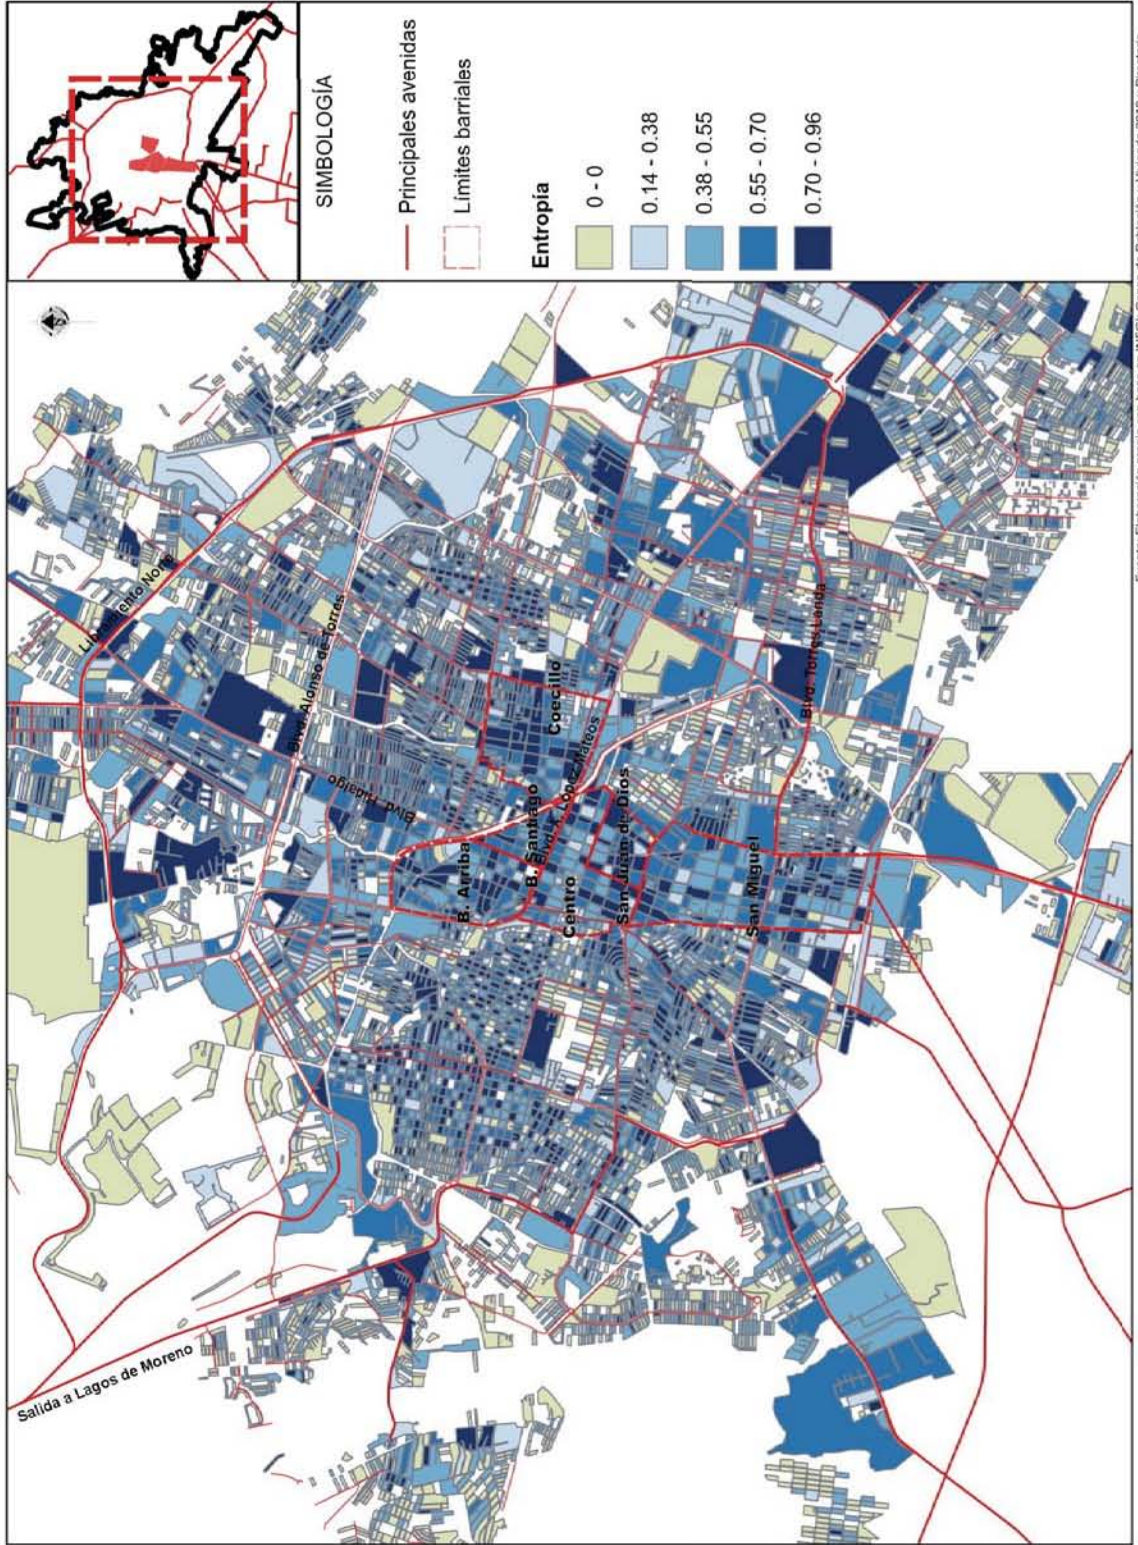 SIMBOLOGÍA
Principales avenidas
Límites barriales
Entropía
0 - 0
0.14 - 0.38
0.38 - 0.55
0.55 - 0.70
0.70 - 0.96
Salida a Lagos de Moreno
Libramiento Norte
Blvd. Alonso de Torres
Blvd. Hidalgo
B. Arriba
B. Santiago
Coecillo
Centro
San Juan de Dios
San Miguel
Blvd. Torres Landa